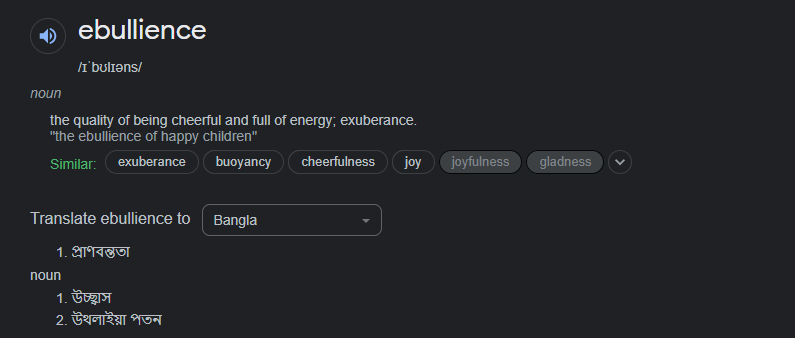 ebullience
/ɪˈbʊlɪəns/
noun
the quality of being cheerful and full of energy; exuberance.
"the ebullience of happy children"
Similar: exuberance buoyancy cheerfulness joy joyfulness gladness
Translate ebullience to Bangla
1. প্রাণবন্ততা
noun
1. উচ্ছ্বাস
2. উথলাইয়া পতন